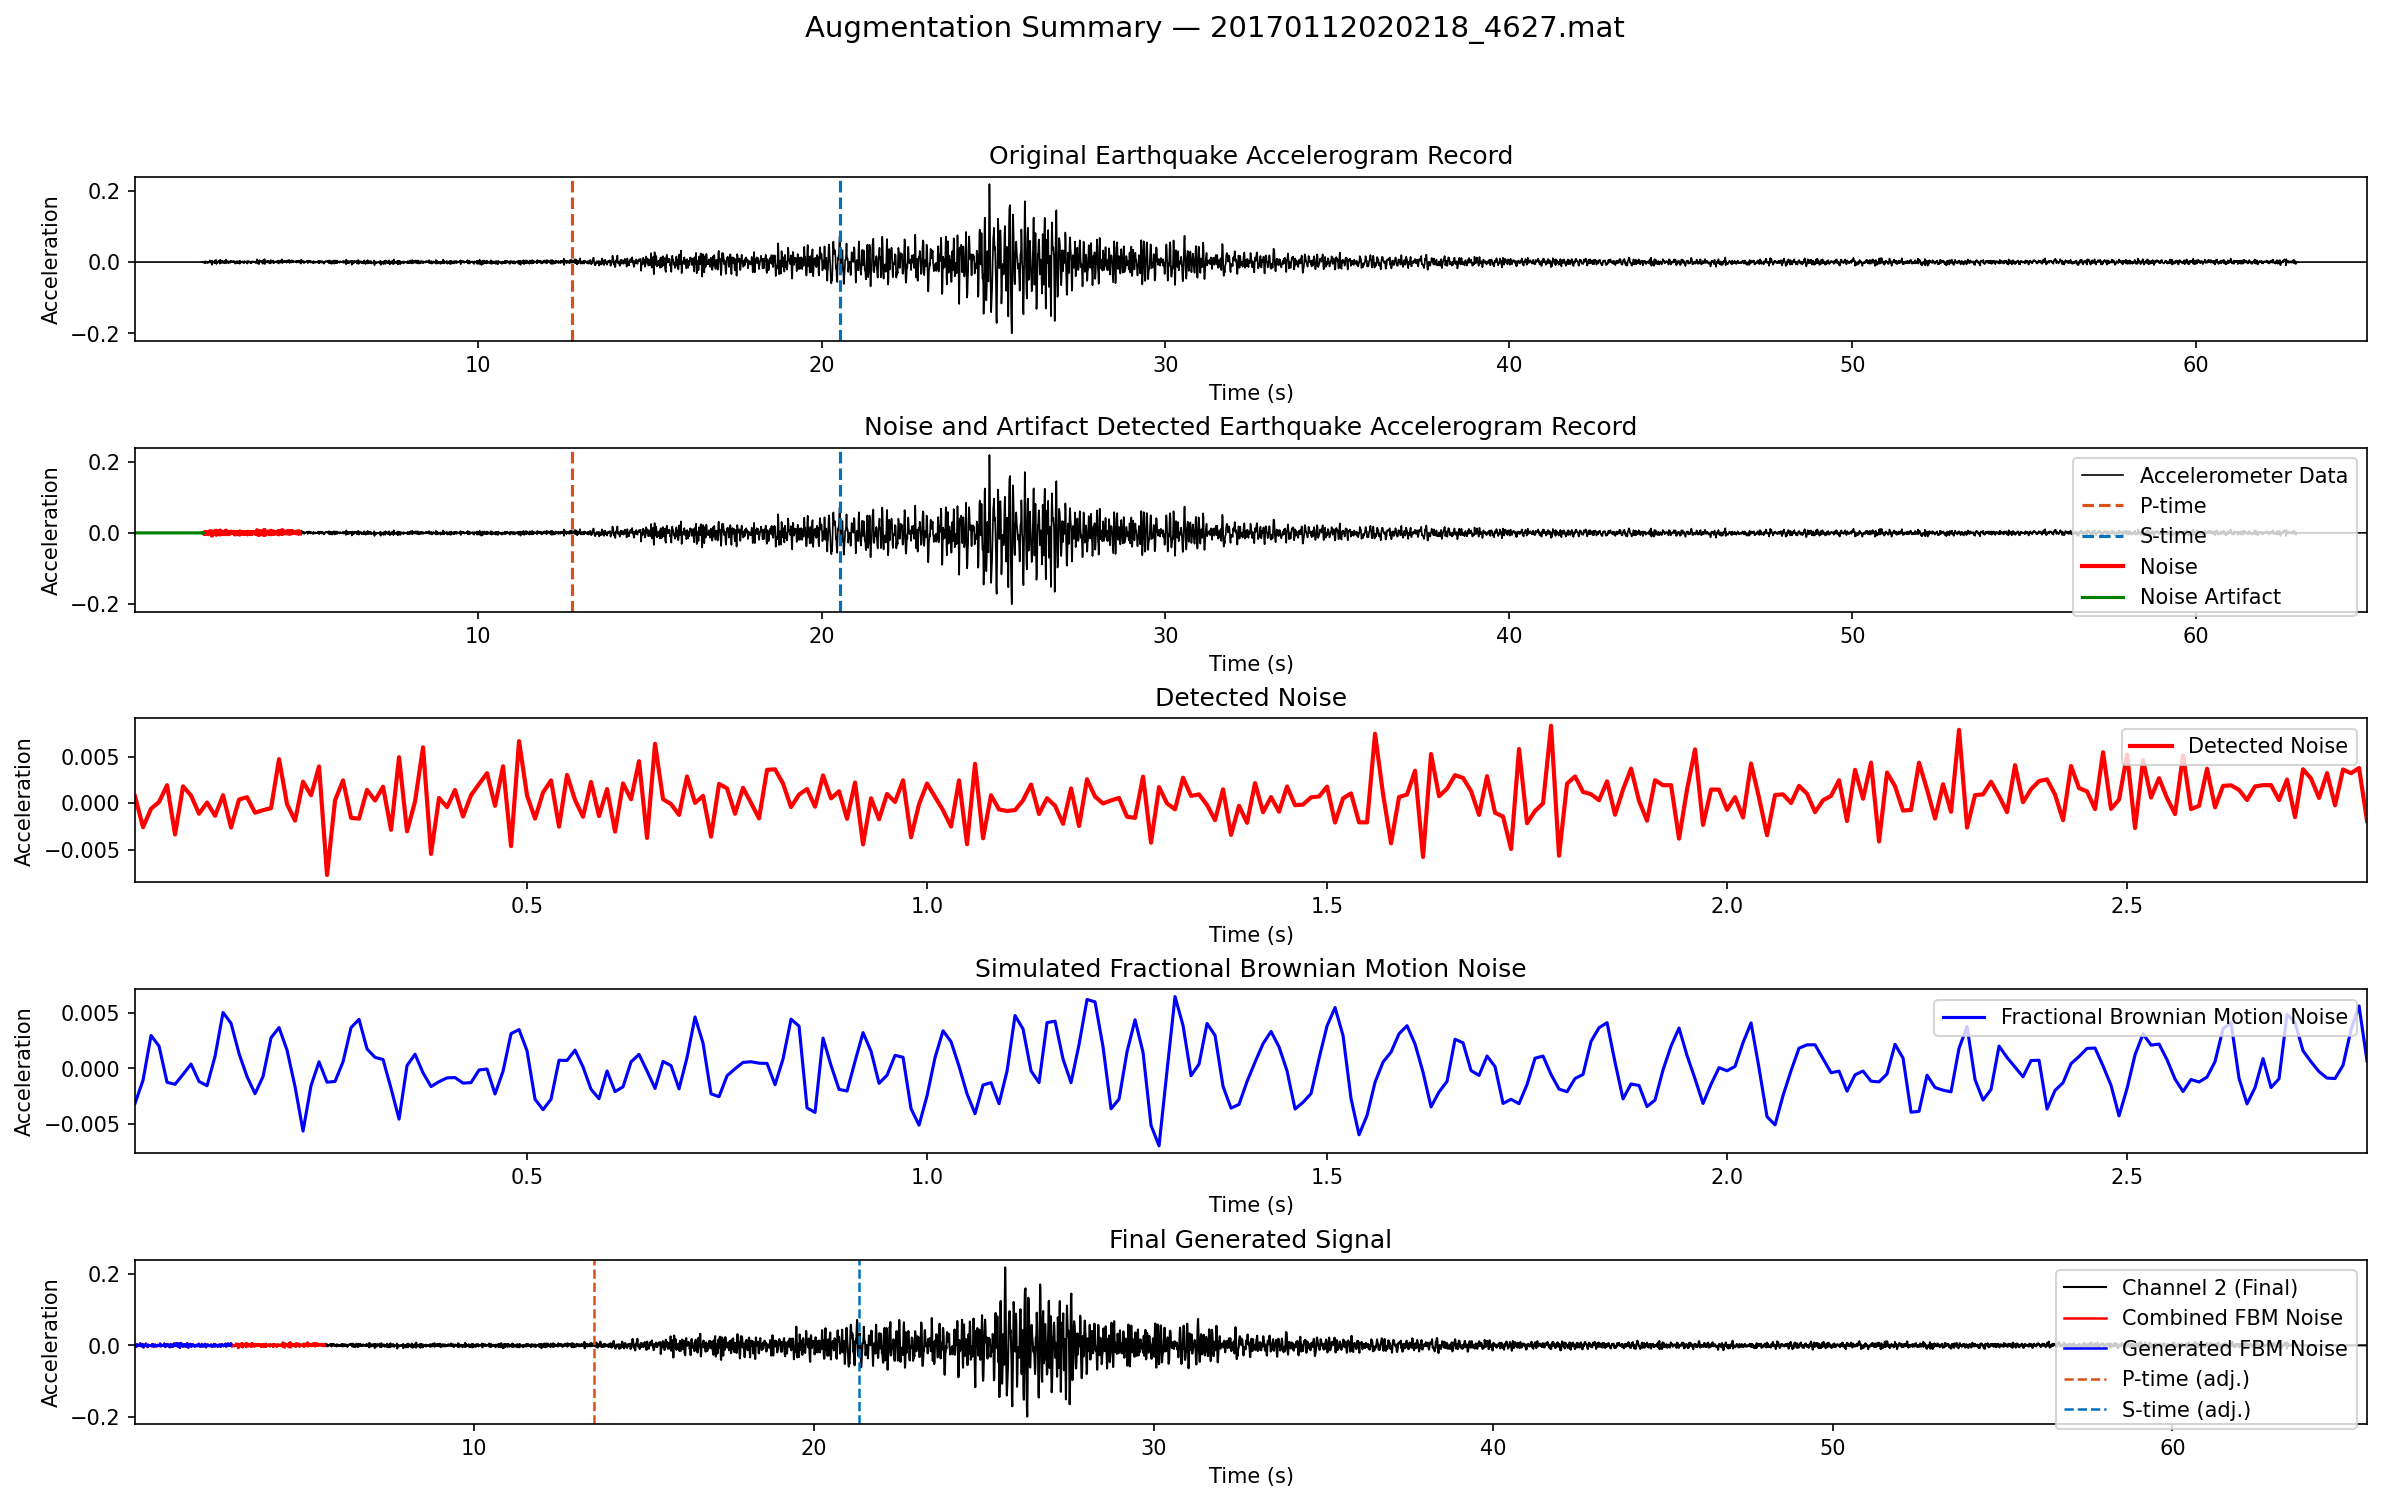 Augmentation Summary — 20170112020218_4627.mat
Original Earthquake Accelerogram Record
Acceleration
0.2
0.0
−0.2
10 20 30 40 50 60
Time (s)
Noise and Artifact Detected Earthquake Accelerogram Record
Acceleration
0.2
0.0
−0.2
Accelerometer Data
P-time
S-time
Noise
Noise Artifact
10 20 30 40 50 60
Time (s)
Detected Noise
Acceleration
0.005
0.000
−0.005
Detected Noise
0.5 1.0 1.5 2.0 2.5
Time (s)
Simulated Fractional Brownian Motion Noise
Acceleration
0.005
0.000
−0.005
Fractional Brownian Motion Noise
0.5 1.0 1.5 2.0 2.5
Time (s)
Final Generated Signal
Acceleration
0.2
0.0
−0.2
Channel 2 (Final)
Combined FBM Noise
Generated FBM Noise
P-time (adj.)
S-time (adj.)
10 20 30 40 50 60
Time (s)